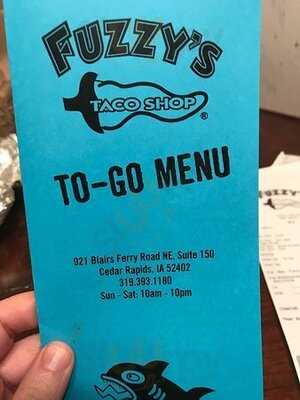 FUZZY'S
TACO SHOP®
TO-GO MENU
921 Blairs Ferry Road NE, Suite 150
Cedar Rapids, IA 52402
319.393.1180
Sun - Sat: 10am - 10pm
FUZZY